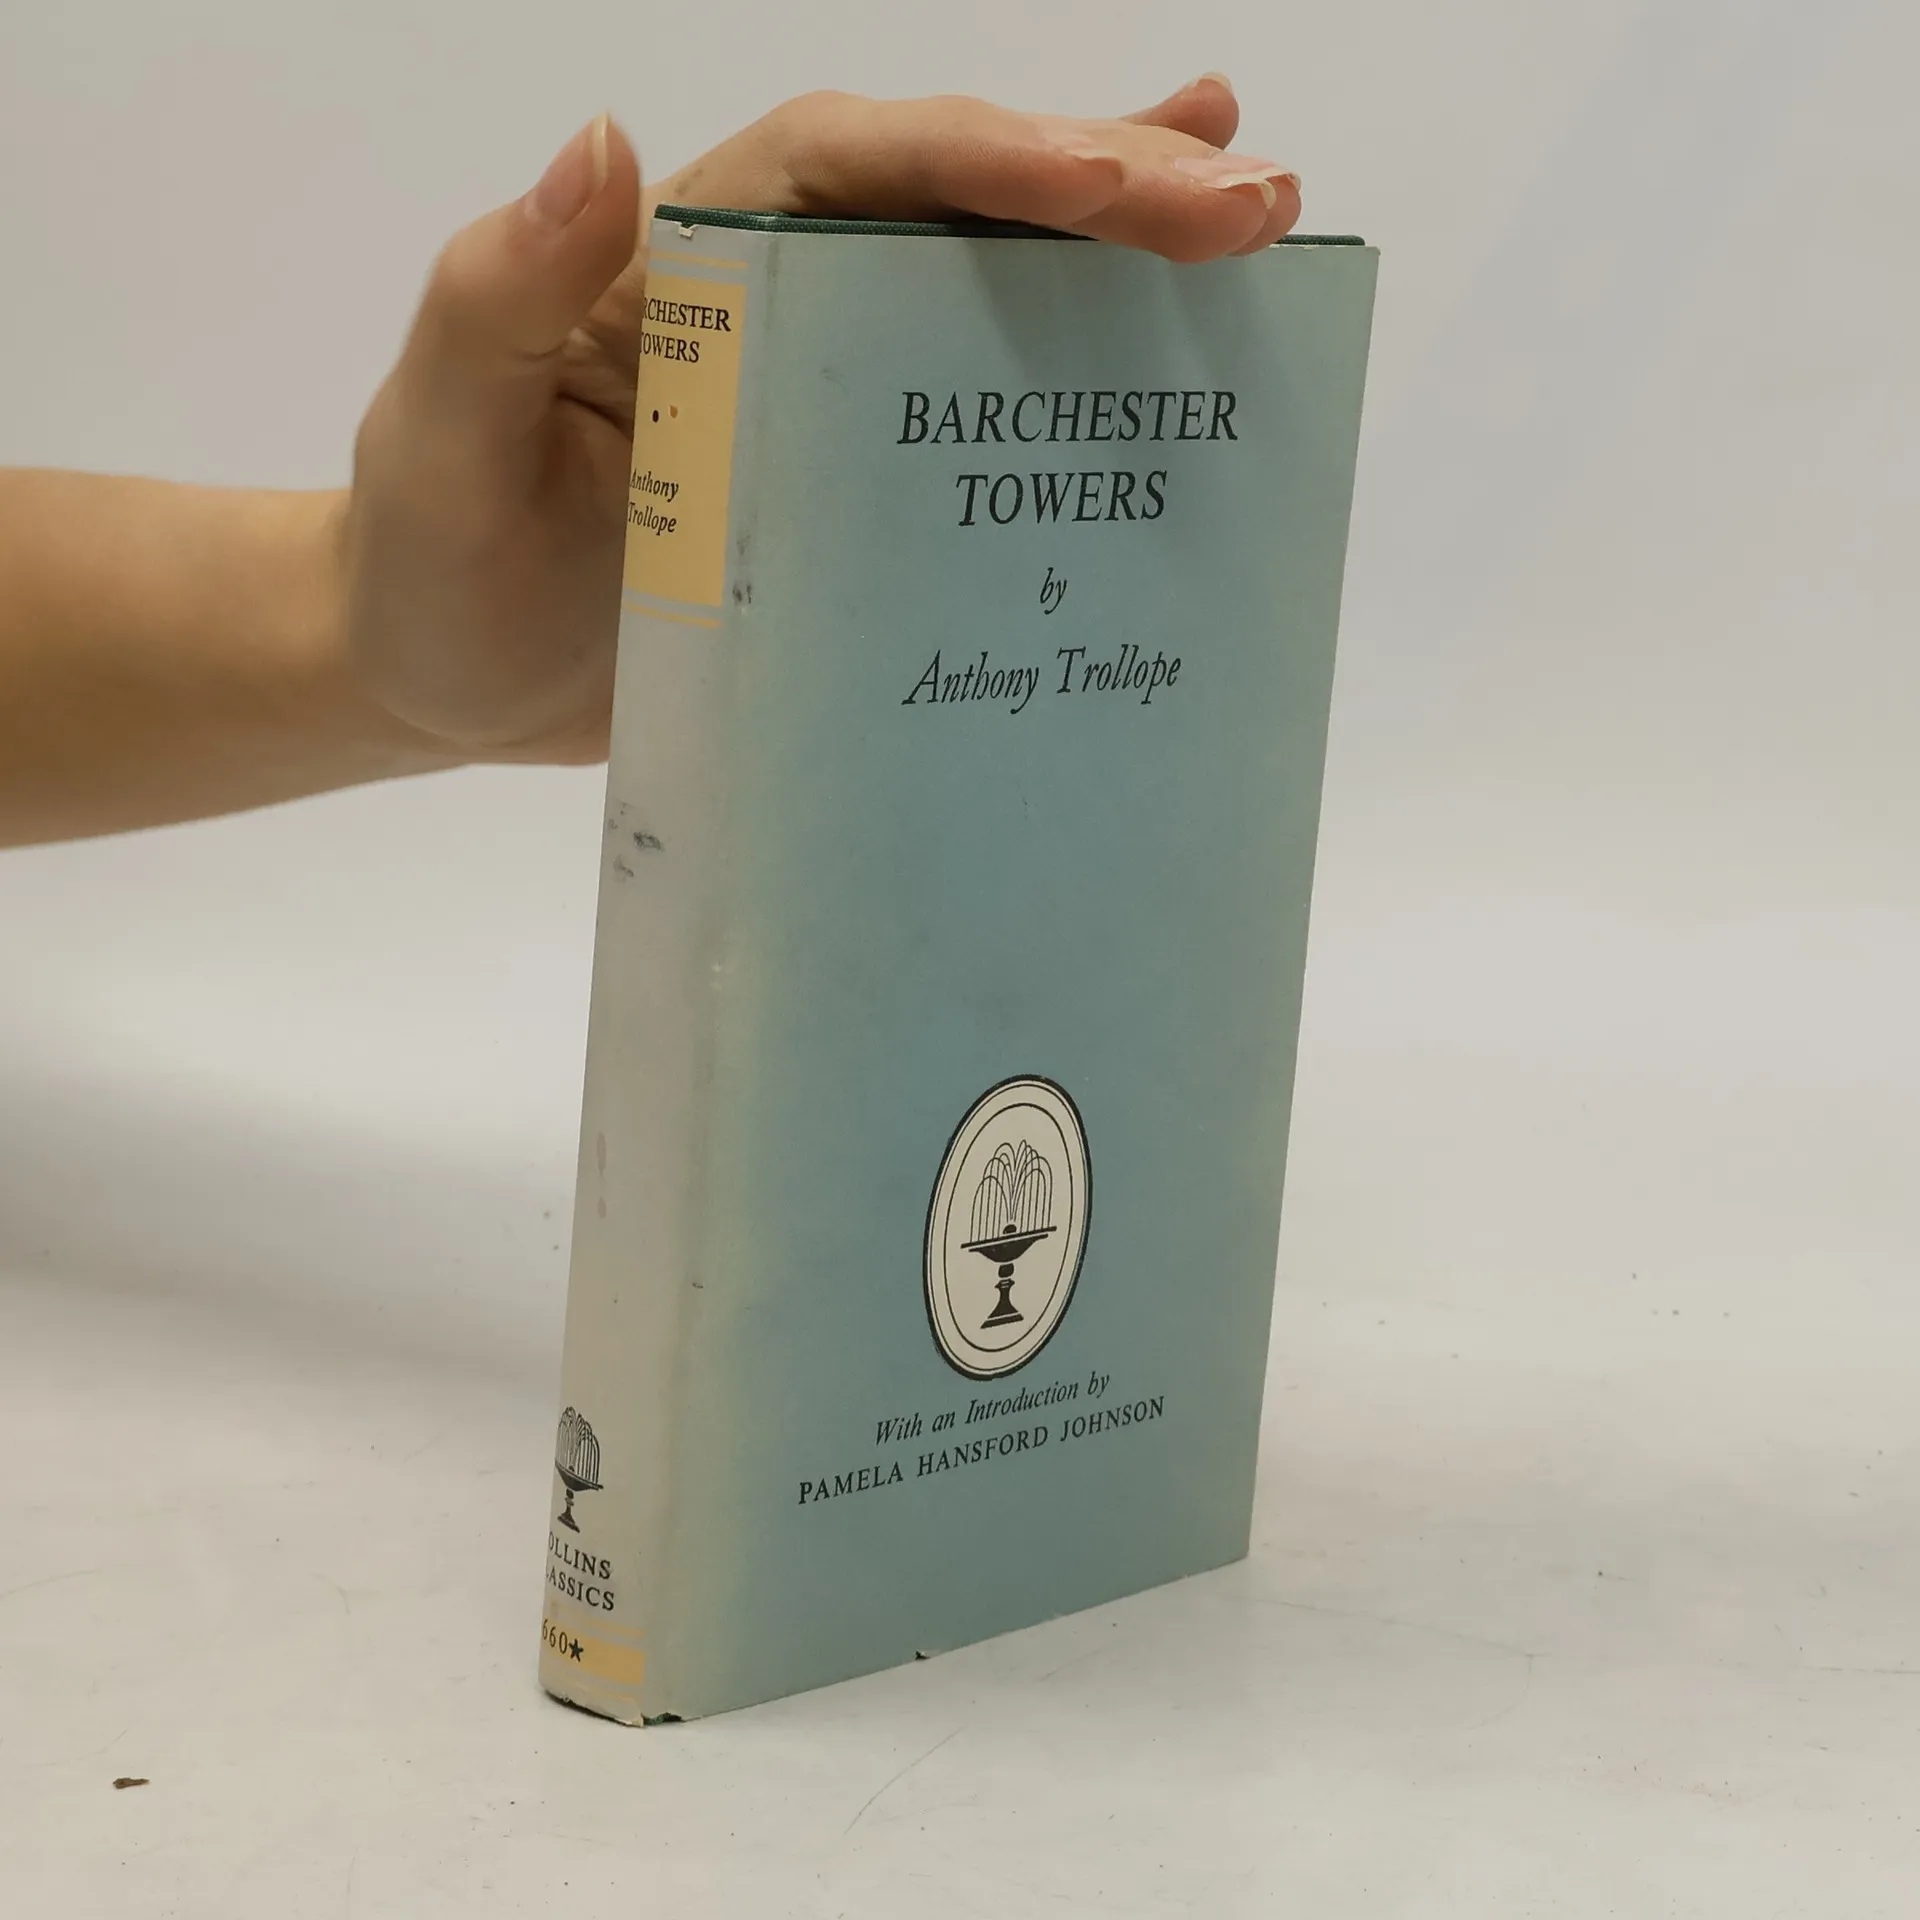 RCHESTER
TOWERS
Anthony
Trollope
OLLINS
LASSICS
660★
BARCHESTER
TOWERS
by
Anthony Trollope
With an Introduction by
PAMELA HANSFORD JOHNSON